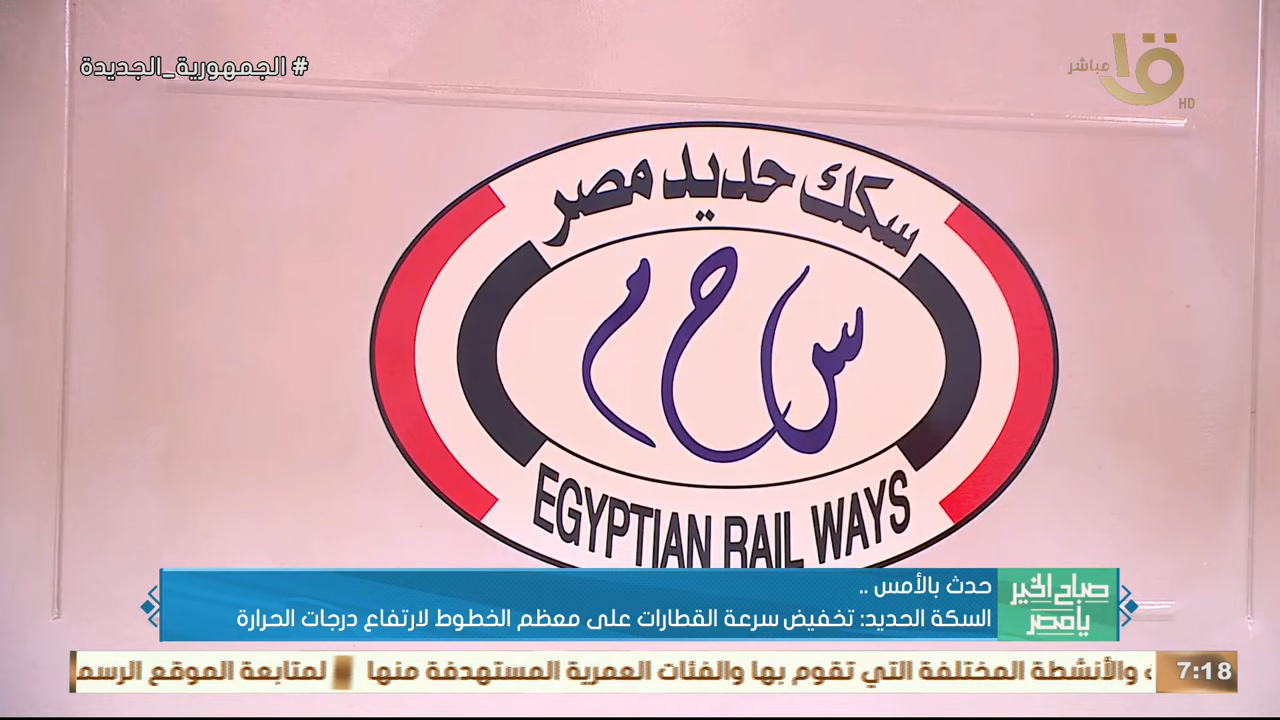 #الجمهورية_الجديدة
مباشر
HD
سكك حديد مصر
س ح م
EGYPTIAN RAIL WAYS
صباح الخير
يا مصر
حدث بالأمس ..
السكة الحديد: تخفيض سرعة القطارات على معظم الخطوط لارتفاع درجات الحرارة
7:18
والأنشطة المختلفة التي تقوم بها والفئات العمرية المستهدفة منها
لمتابعة الموقع